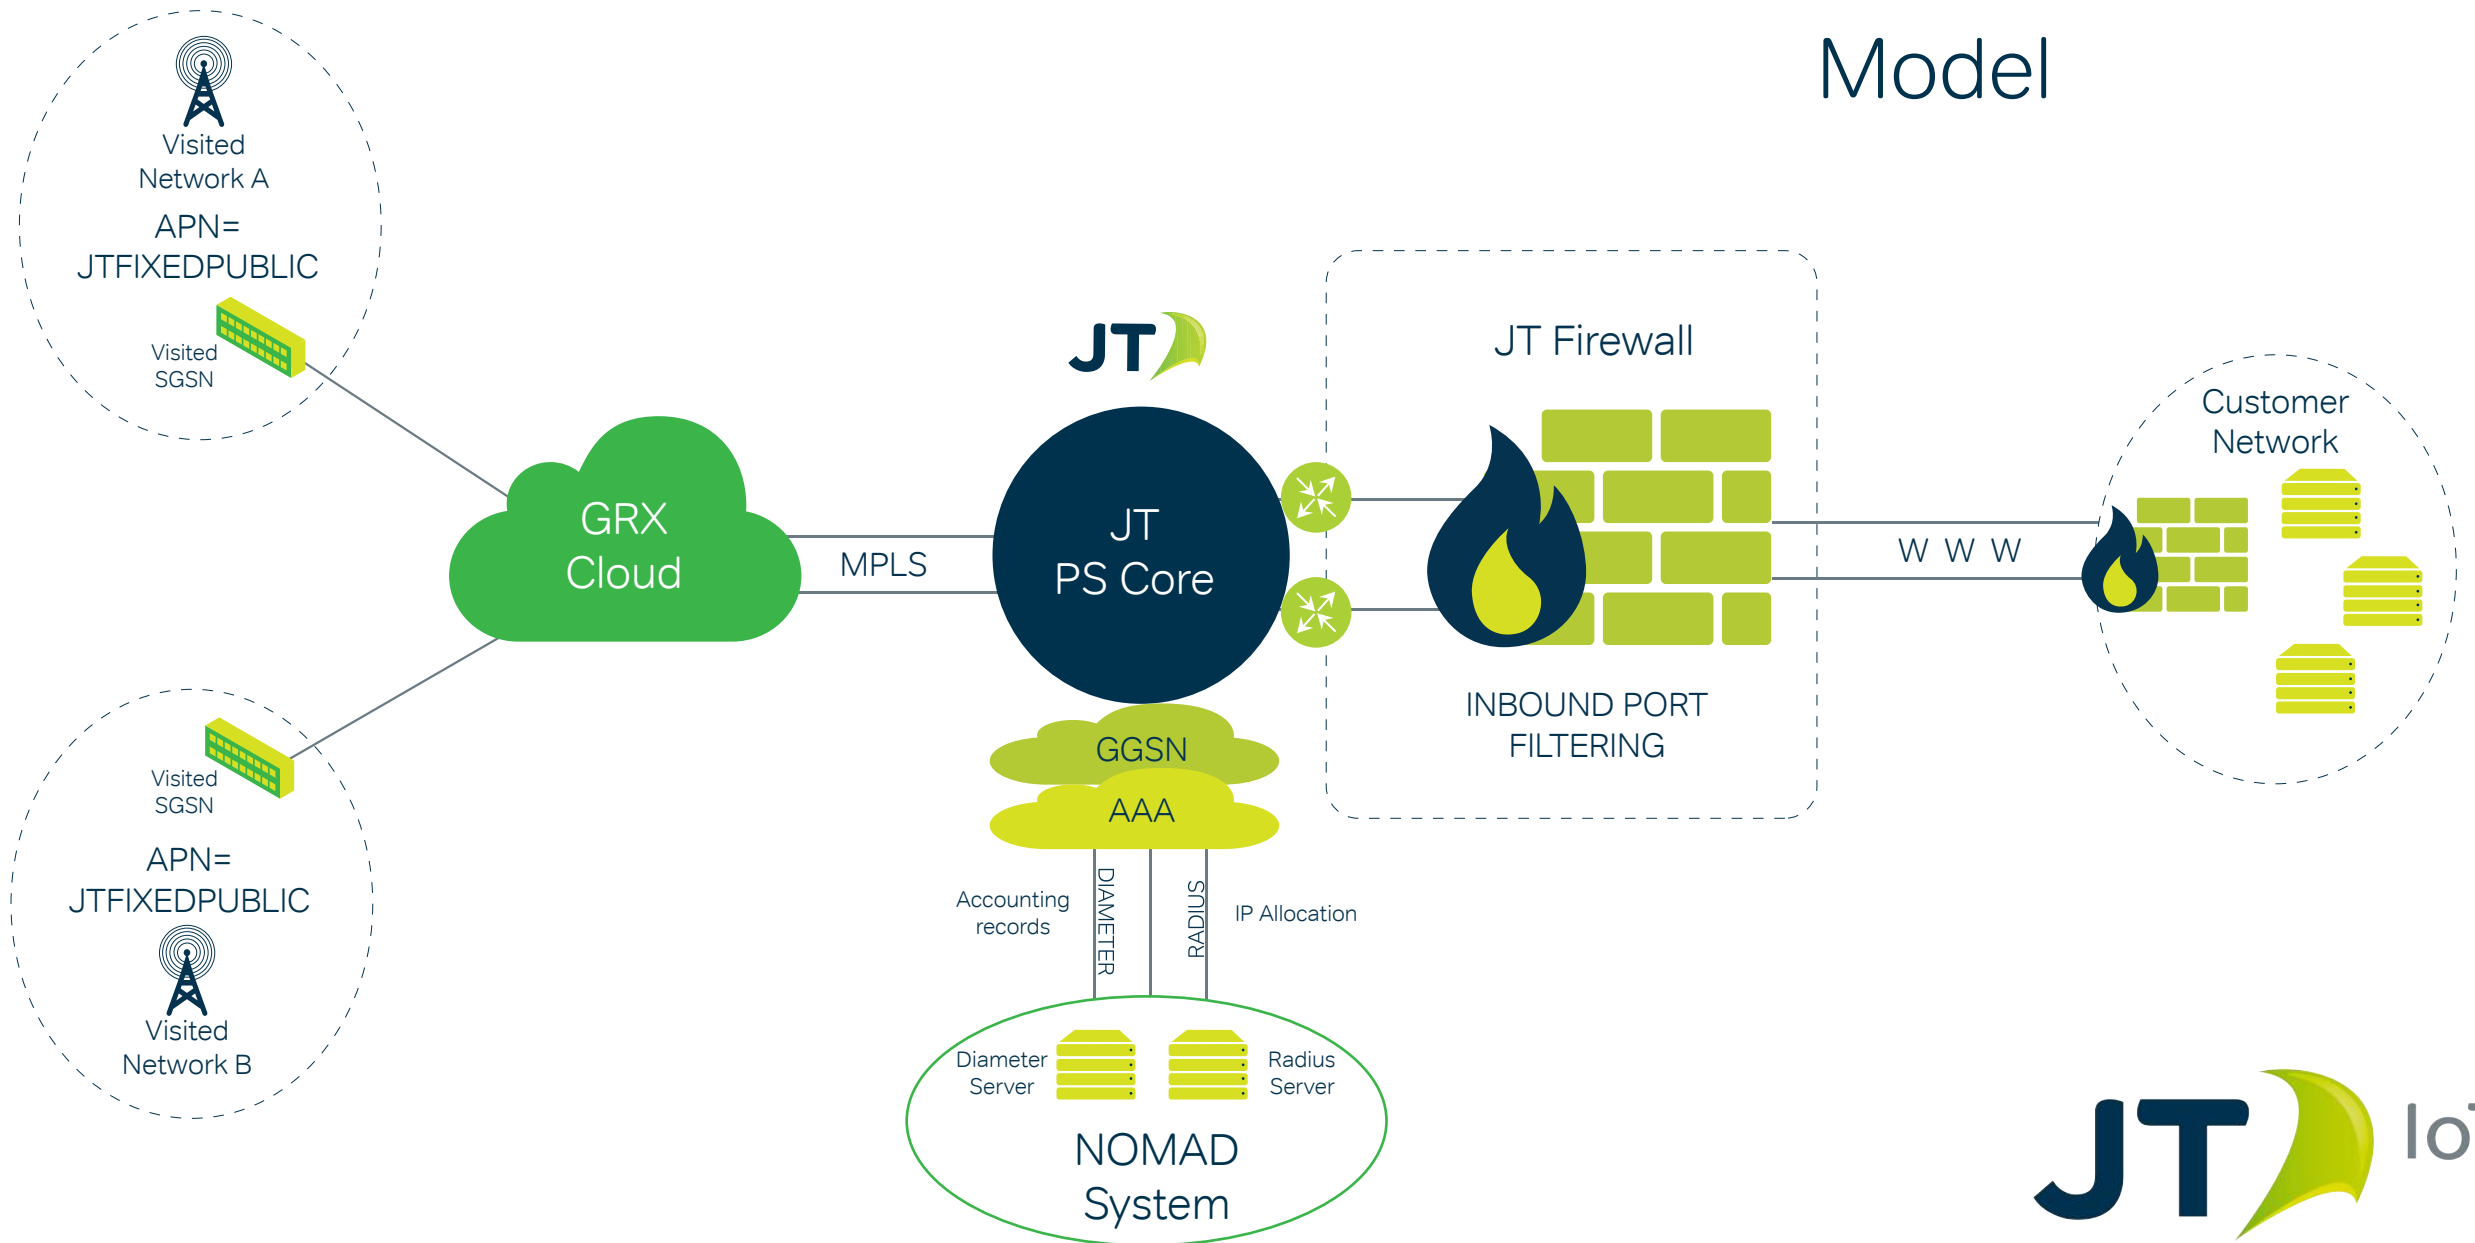 Model
Visited
Network A
APN=
JTFIXEDPUBLIC
Visited
SGSN
GRX
Cloud
MPLS
JT
JT
PS Core
GGSN
AAA
JT Firewall
INBOUND PORT
FILTERING
W W W
Customer
Network
Visited
SGSN
APN=
JTFIXEDPUBLIC
Visited
Network B
Accounting
records
DIAMETER
RADIUS
IP Allocation
Diameter
Server
Radius
Server
NOMAD
System
JT IoT